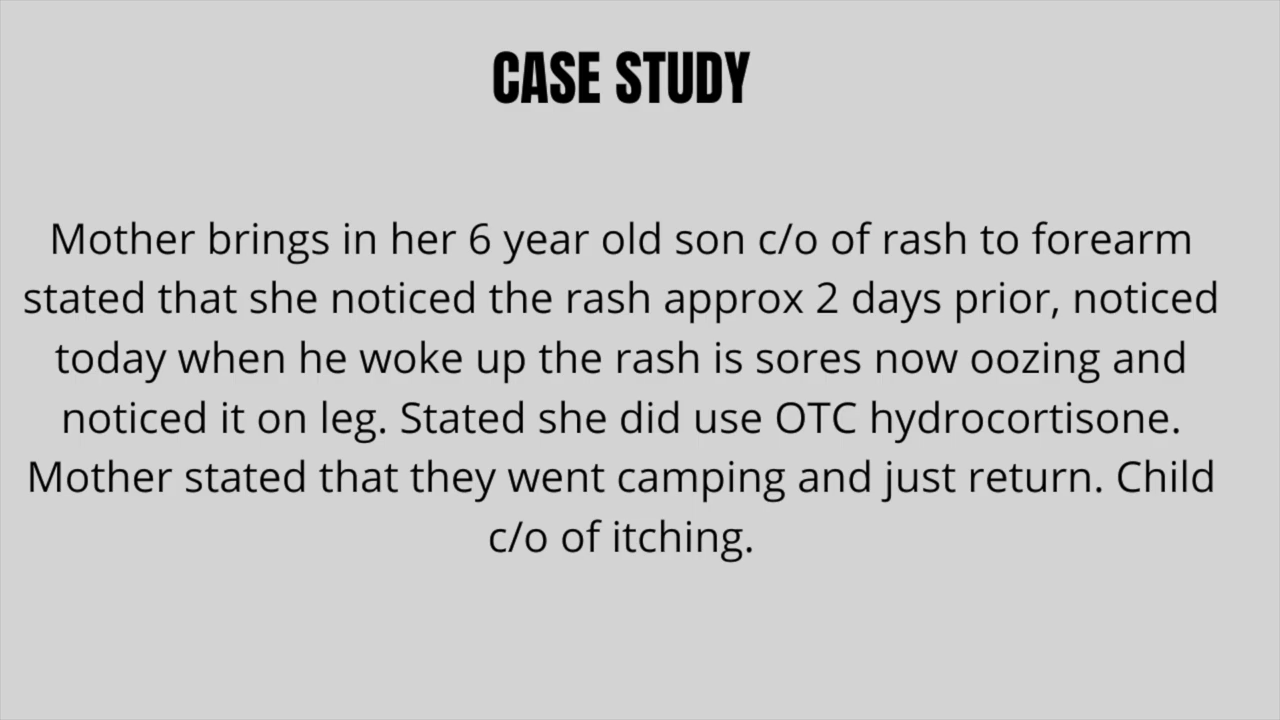 CASE STUDY
Mother brings in her 6 year old son c/o of rash to forearm
stated that she noticed the rash approx 2 days prior, noticed
today when he woke up the rash is sores now oozing and
noticed it on leg. Stated she did use OTC hydrocortisone.
Mother stated that they went camping and just return. Child
c/o of itching.